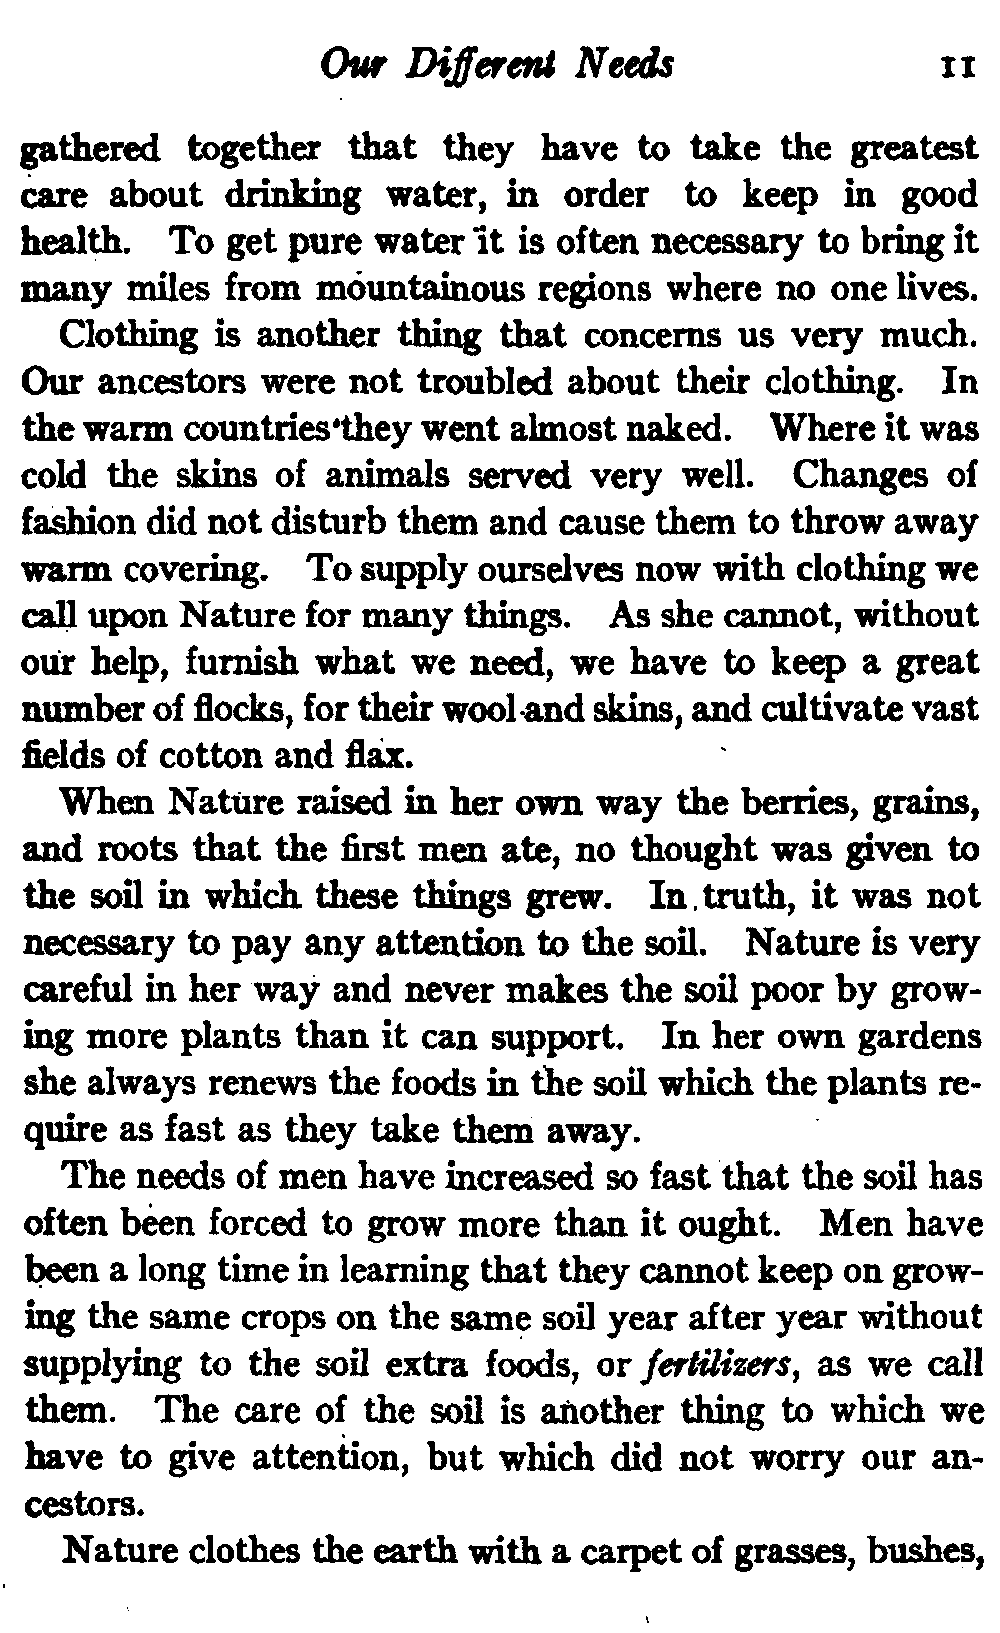 Our Different Needs 11
gathered together that they have to take the greatest
care about drinking water, in order to keep in good
health. To get pure water it is often necessary to bring it
many miles from mountainous regions where no one lives.
Clothing is another thing that concerns us very much.
Our ancestors were not troubled about their clothing. In
the warm countries they went almost naked. Where it was
cold the skins of animals served very well. Changes of
fashion did not disturb them and cause them to throw away
warm covering. To supply ourselves now with clothing we
call upon Nature for many things. As she cannot, without
our help, furnish what we need, we have to keep a great
number of flocks, for their wool and skins, and cultivate vast
fields of cotton and flax.
When Nature raised in her own way the berries, grains,
and roots that the first men ate, no thought was given to
the soil in which these things grew. In truth, it was not
necessary to pay any attention to the soil. Nature is very
careful in her way and never makes the soil poor by grow-
ing more plants than it can support. In her own gardens
she always renews the foods in the soil which the plants re-
quire as fast as they take them away.
The needs of men have increased so fast that the soil has
often been forced to grow more than it ought. Men have
been a long time in learning that they cannot keep on grow-
ing the same crops on the same soil year after year without
supplying to the soil extra foods, or fertilizers, as we call
them. The care of the soil is another thing to which we
have to give attention, but which did not worry our an-
cestors.
Nature clothes the earth with a carpet of grasses, bushes,